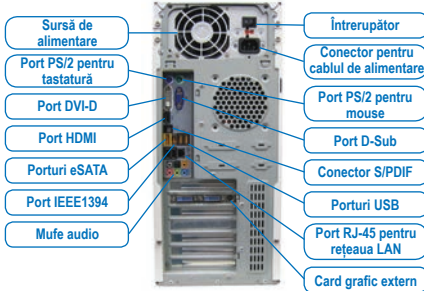 Sursă de
alimentare
Port PS/2 pentru
tastatură
Port DVI-D
Port HDMI
Porturi eSATA
Port IEEE1394
Mufe audio
Întrerupător
Conector pentru
cablul de alimentare
Port PS/2 pentru
mouse
Port D-Sub
Conector S/PDIF
Porturi USB
Port RJ-45 pentru
rețeaua LAN
Card grafic extern